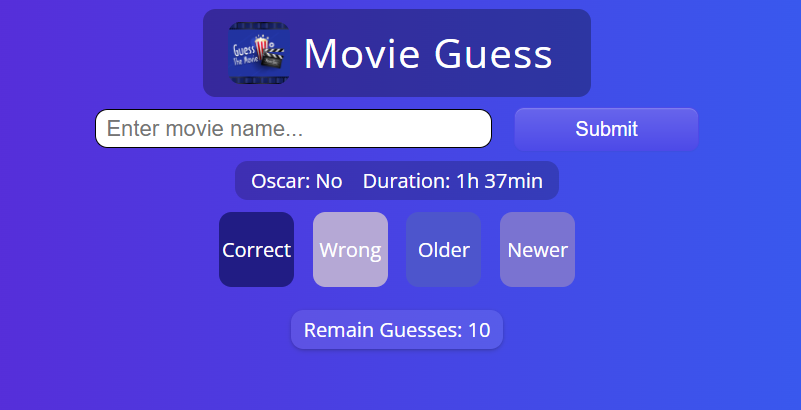 Guess
The Movie
Movie Guess
Enter movie name...
Submit
Oscar: No Duration: 1h 37min
Correct
Wrong
Older
Newer
Remain Guesses: 10